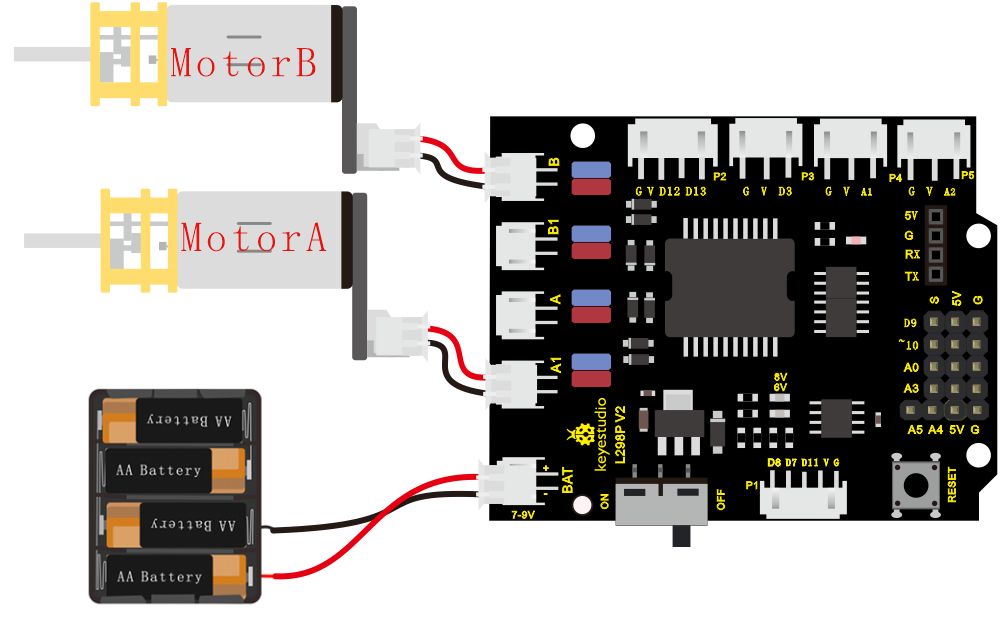 MotorB
MotorA
AA Battery
AA Battery
AA Battery
AA Battery
B
B1
A
A1
BAT
+
-
7-9V
P2
G V D12 D13
P3
G V D3
P4
G V A1
P5
G V A2
5V
G
RX
TX
S 5V G
D9
~10
A0
A3
A5 A4 5V G
8V
6V
keyestudio
L298P V2
ON
OFF
P1
D8 D7 D11 V G
RESET